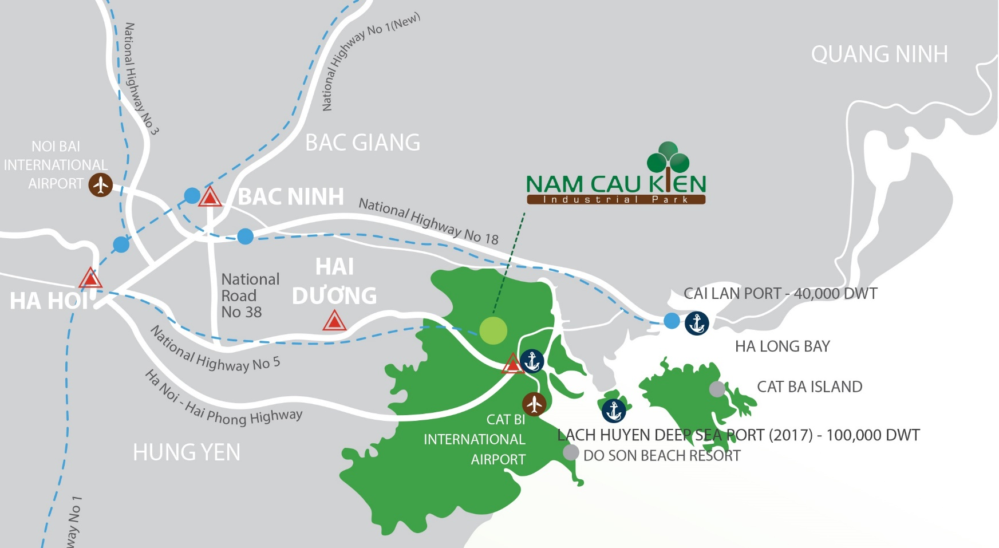 National Highway No 3
National Highway No 1(New)
QUANG NINH
NOI BAI
INTERNATIONAL
AIRPORT
BAC GIANG
NAM CAU KIEN
Industrial Park
BAC NINH
National Highway No 18
HAI
DƯƠNG
National
Road
No 38
HA HOI
CAI LAN PORT - 40,000 DWT
National Highway No 5
HA LONG BAY
Ha Noi - Hai Phong Highway
CAT BA ISLAND
CAT BI
INTERNATIONAL
AIRPORT
LACH HUYEN DEEP SEA PORT (2017) - 100,000 DWT
DO SON BEACH RESORT
HUNG YEN
way No 1